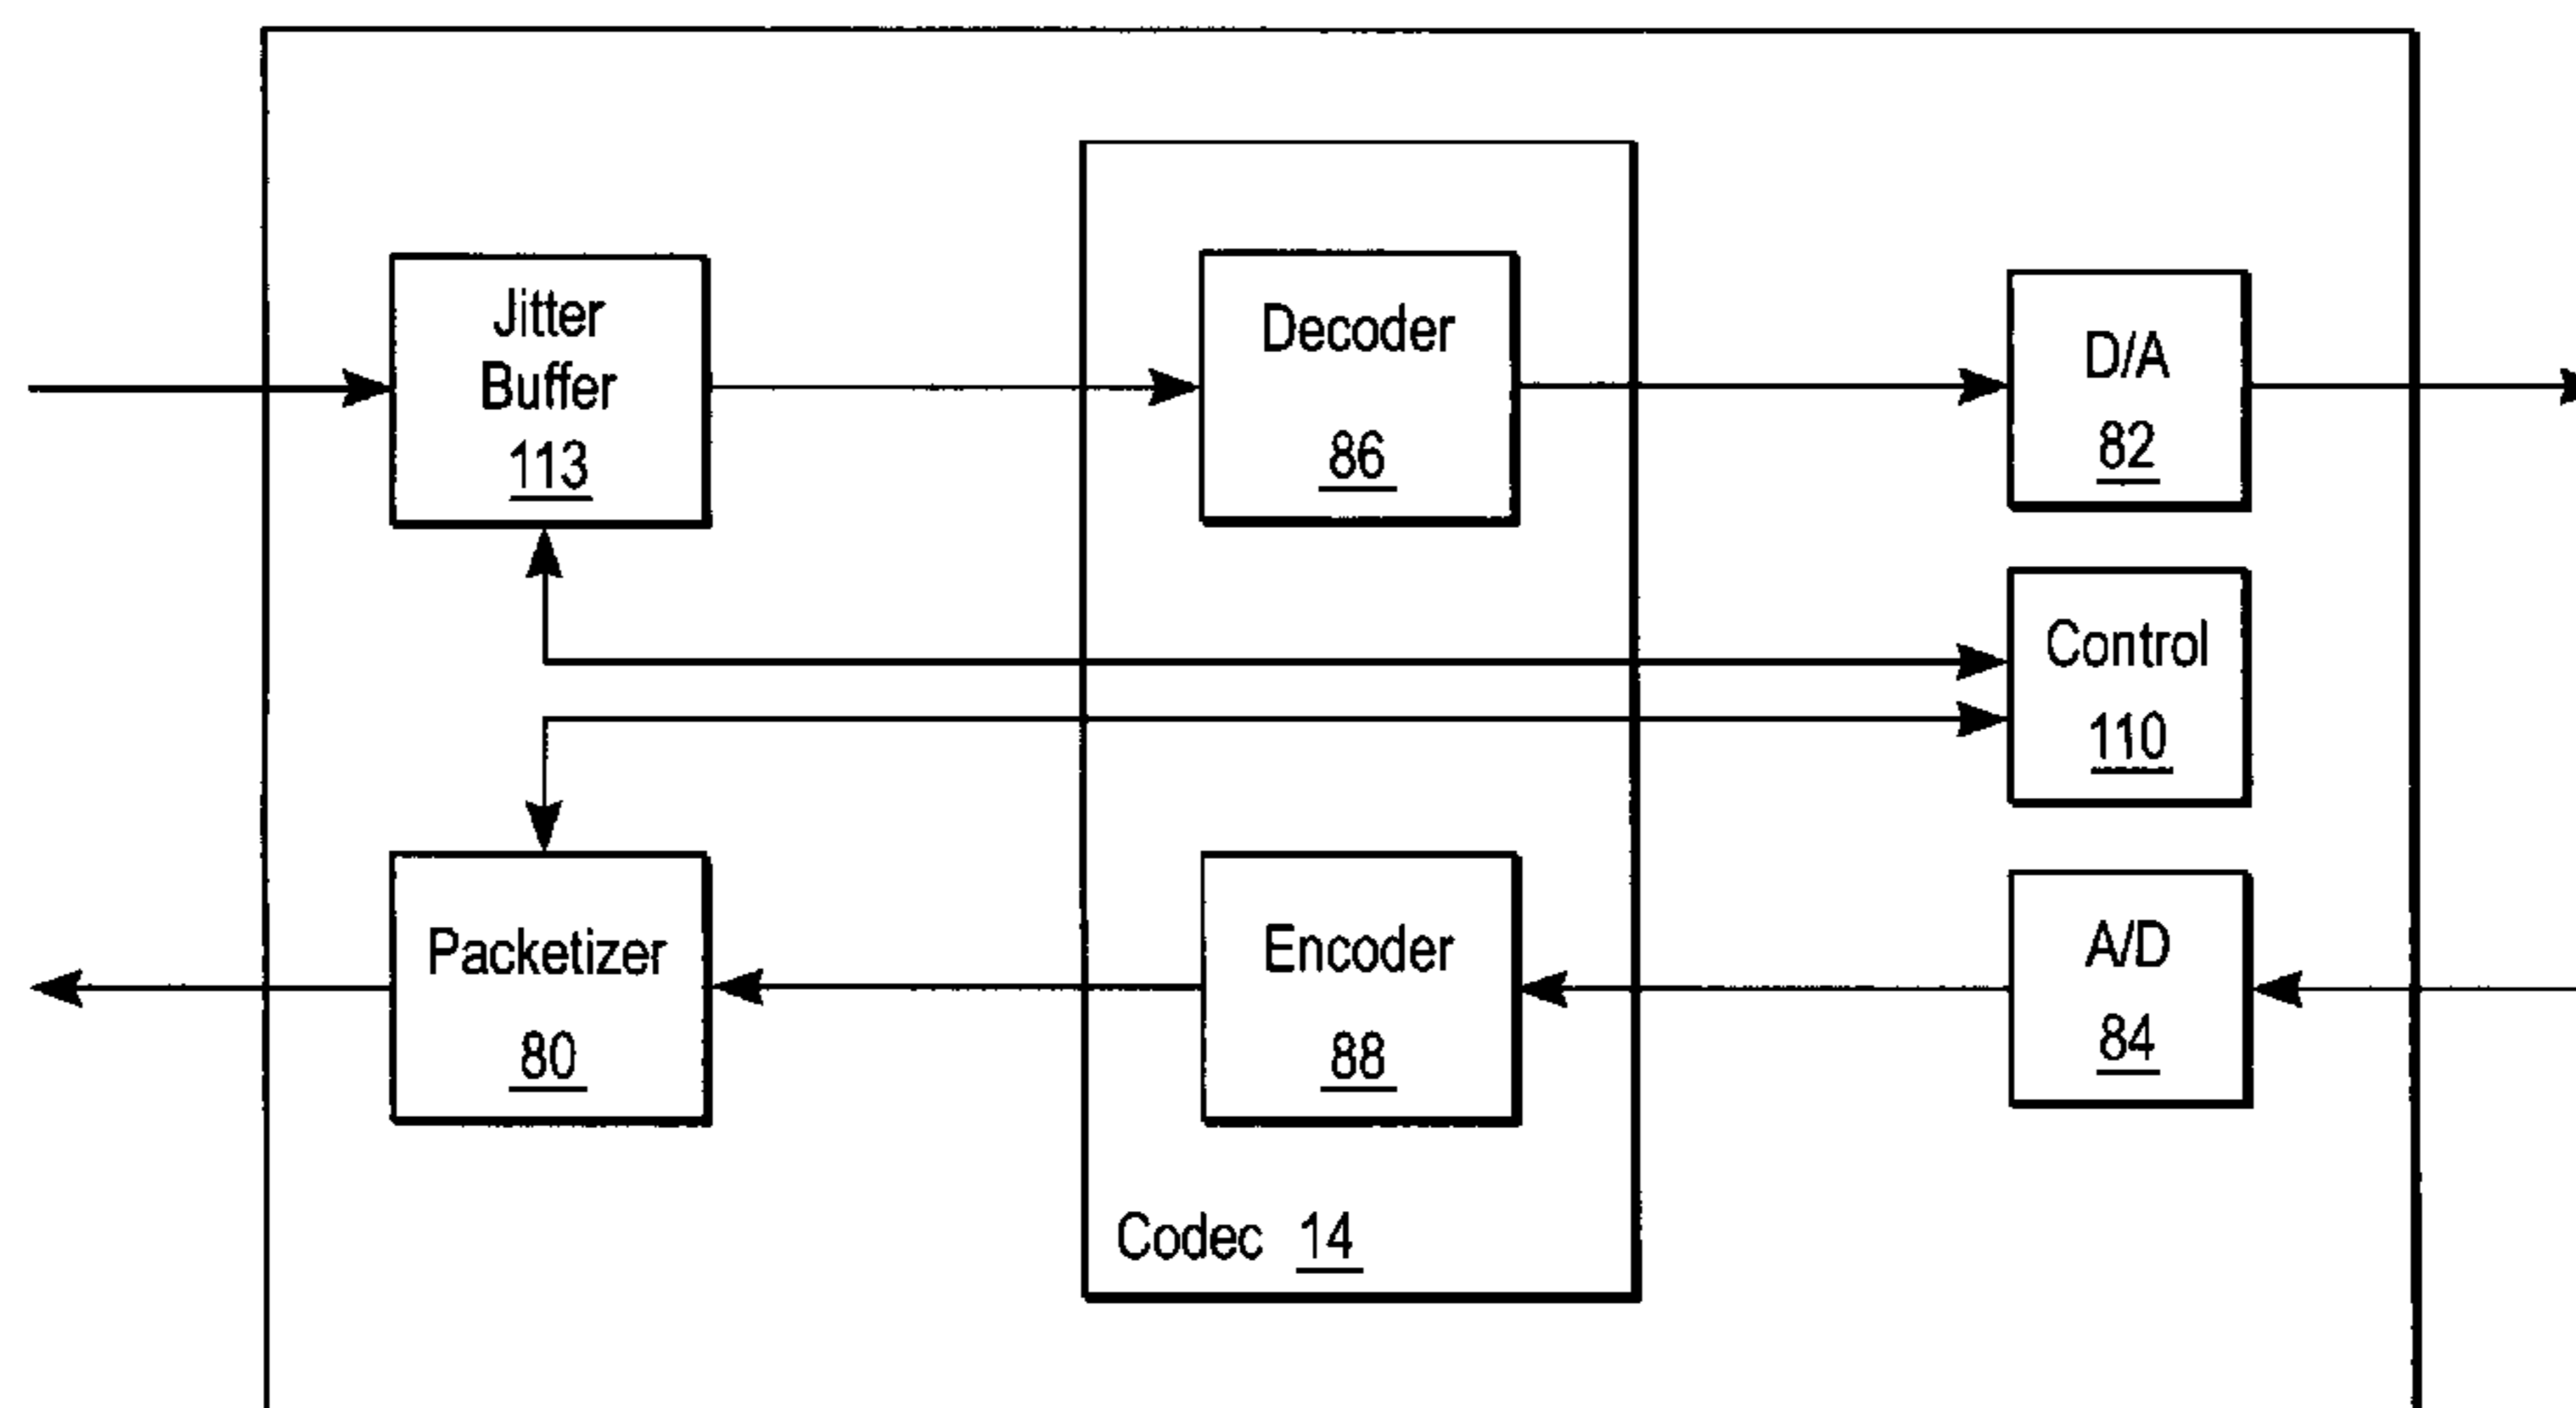 Jitter
Buffer
113
Decoder
86
D/A
82
Control
110
Packetizer
80
Encoder
88
A/D
84
Codec 14